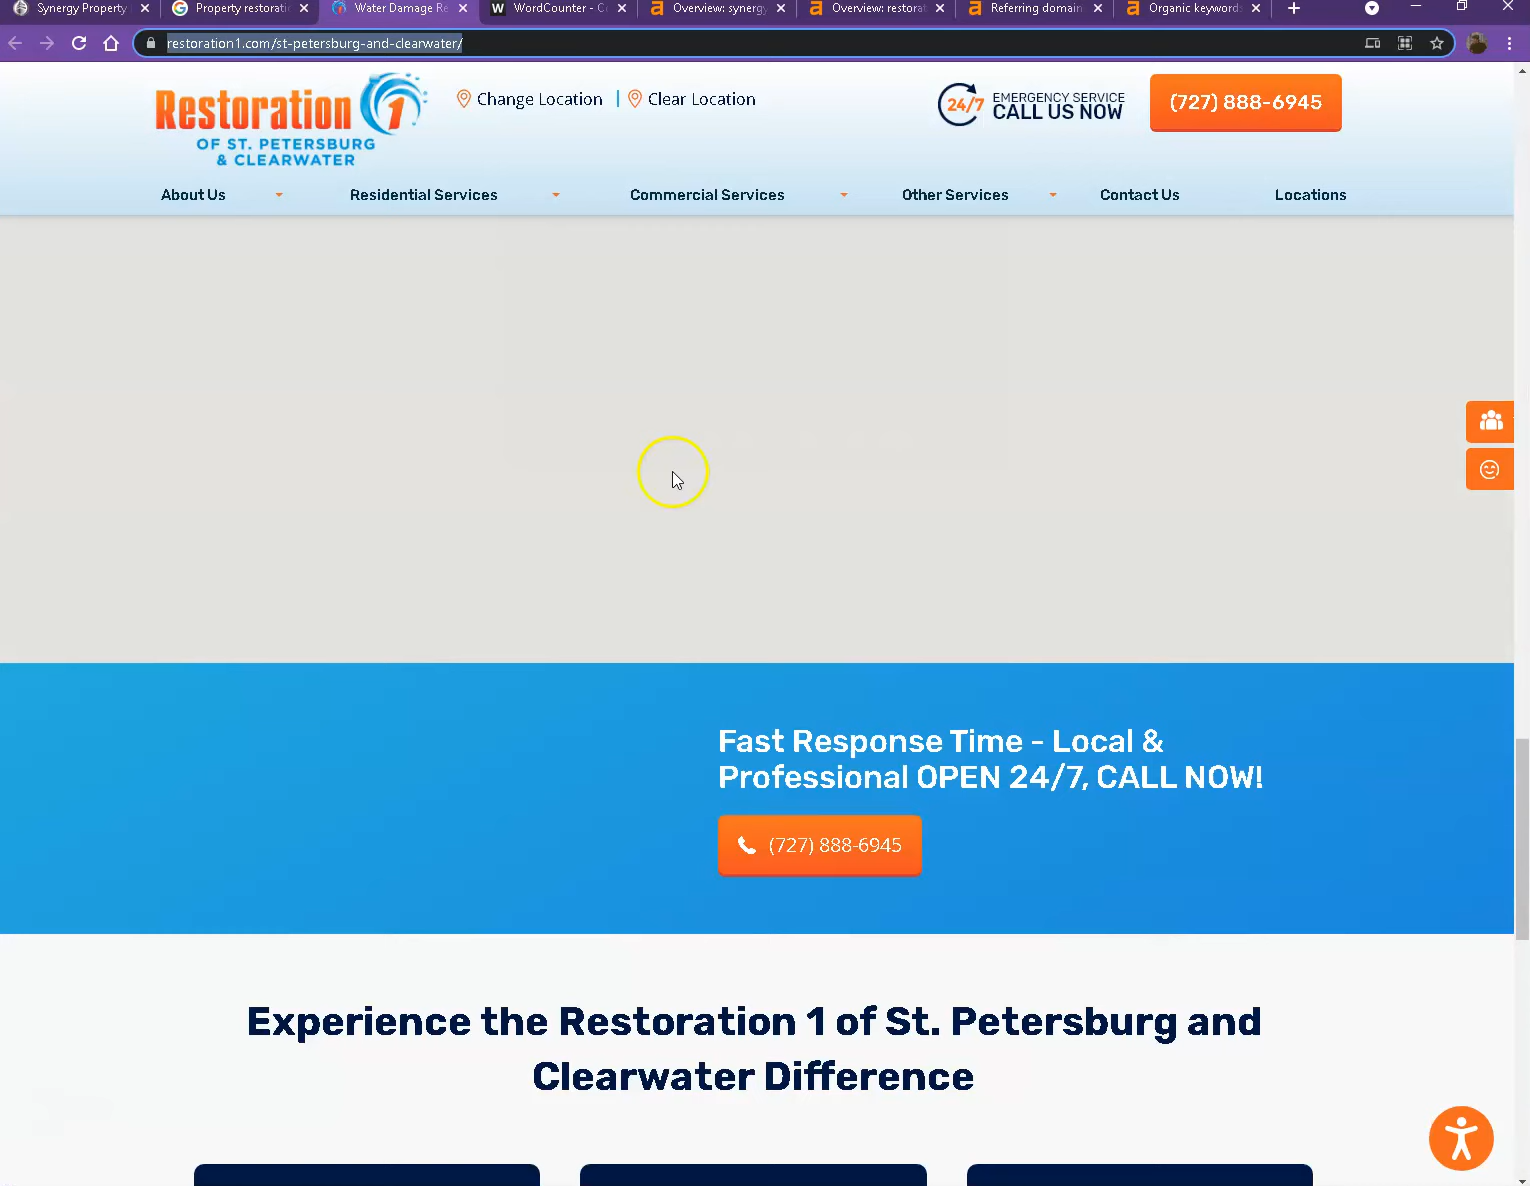 Synergy Property
Property restorati
Water Damage Re
WordCounter - C
Overview: synergy
Overview: restorat
Referring domain
Organic keywords
restoration1.com/st-petersburg-and-clearwater/
Restoration 1
OF ST. PETERSBURG
& CLEARWATER
Change Location | Clear Location
24/7 EMERGENCY SERVICE
CALL US NOW
(727) 888-6945
About Us
Residential Services
Commercial Services
Other Services
Contact Us
Locations
Fast Response Time - Local &
Professional OPEN 24/7, CALL NOW!
(727) 888-6945
Experience the Restoration 1 of St. Petersburg and
Clearwater Difference